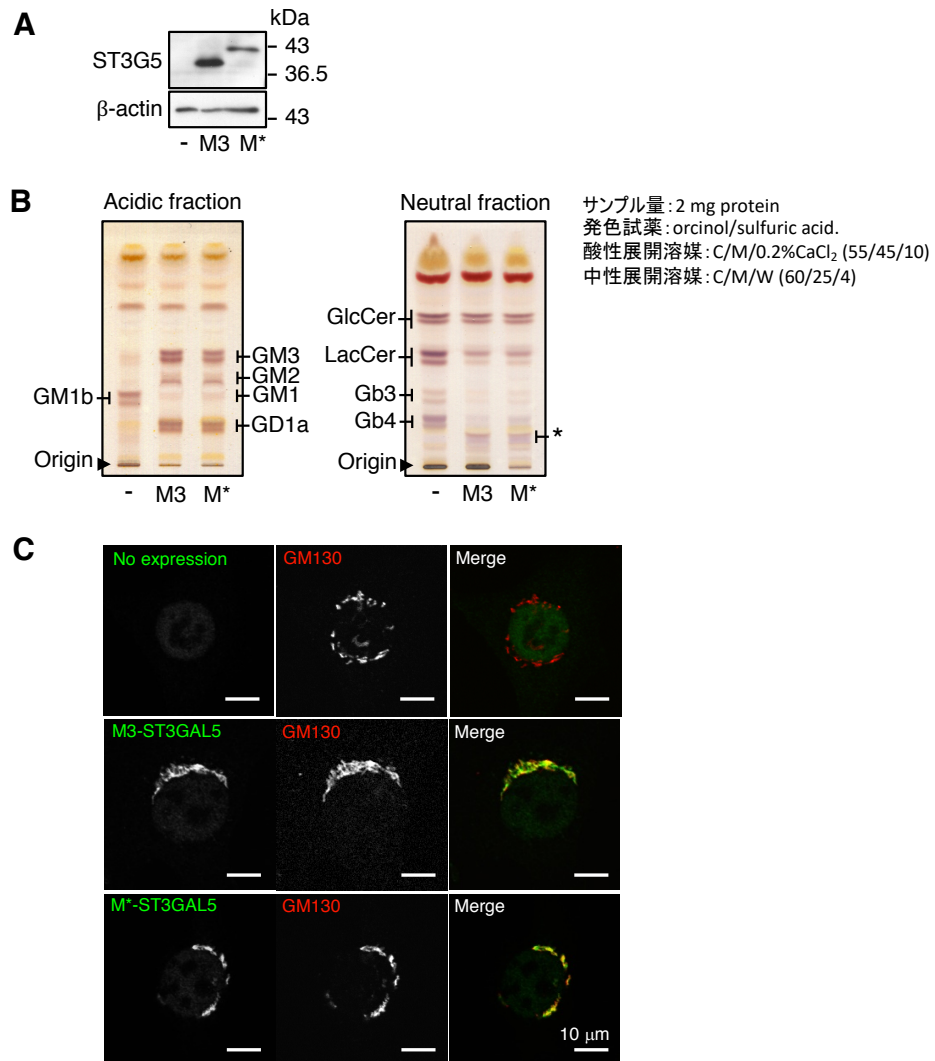 A
kDa
ST3G5
43
36.5
β-actin
43
- M3 M*
B
Acidic fraction
GM3
GM2
GM1b
GM1
GD1a
Origin
- M3 M*
Neutral fraction
GlcCer
LacCer
Gb3
Gb4
*
Origin
- M3 M*
サンプル量:2 mg protein
発色試薬:orcinol/sulfuric acid.
酸性展開溶媒:C/M/0.2%CaCl₂ (55/45/10)
中性展開溶媒:C/M/W (60/25/4)
C
No expression GM130 Merge
M3-ST3GAL5 GM130 Merge
M*-ST3GAL5 GM130 Merge
10 μm